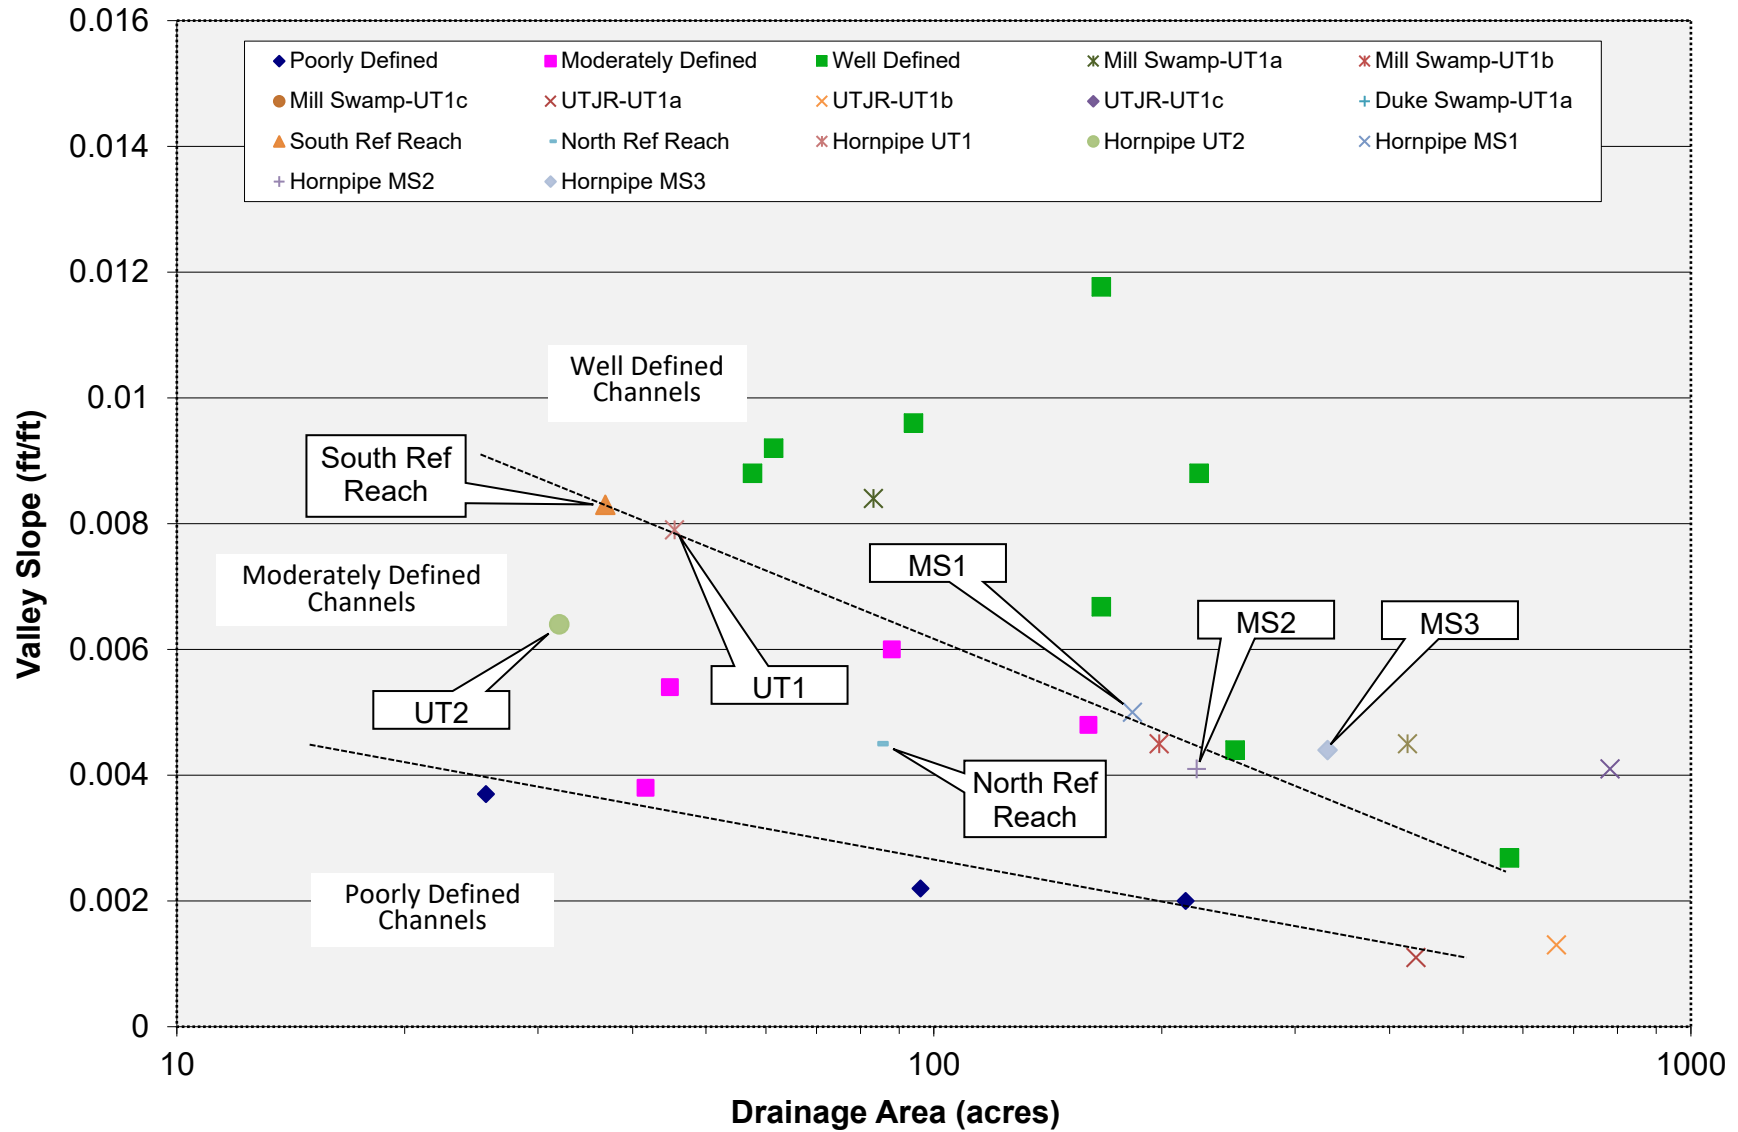 0.016
0.014
0.012
0.01
0.008
0.006
0.004
0.002
0
Valley Slope (ft/ft)
Poorly Defined
Moderately Defined
Well Defined
Mill Swamp-UT1a
Mill Swamp-UT1b
Mill Swamp-UT1c
UTJR-UT1a
UTJR-UT1b
UTJR-UT1c
Duke Swamp-UT1a
South Ref Reach
North Ref Reach
Hornpipe UT1
Hornpipe UT2
Hornpipe MS1
Hornpipe MS2
Hornpipe MS3
Well Defined
Channels
South Ref
Reach
Moderately Defined
Channels
MS1
MS2
MS3
UT1
UT2
North Ref
Reach
Poorly Defined
Channels
10
100
1000
Drainage Area (acres)